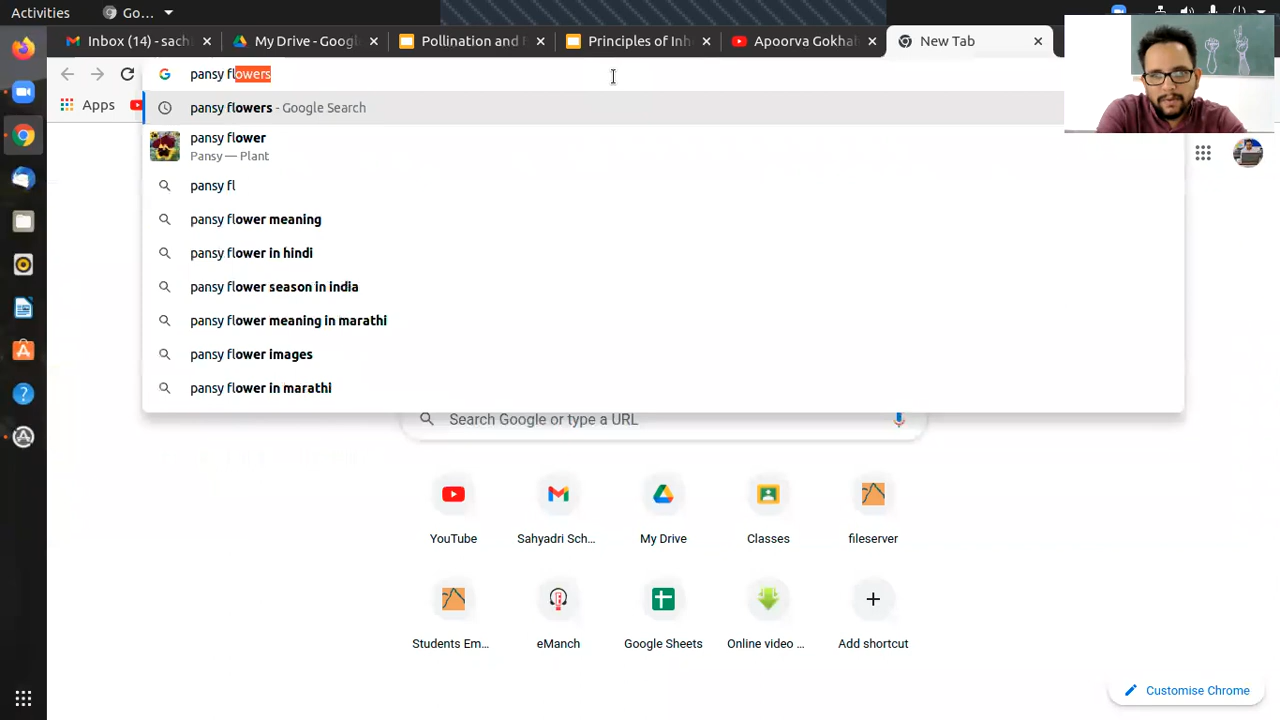 Activities
Go...
Inbox (14) - sach
My Drive - Googl
Pollination and F
Principles of Inh
Apoorva Gokha
New Tab
pansy flowers
Apps
pansy flowers - Google Search
pansy flower
Pansy — Plant
pansy fl
pansy flower meaning
pansy flower in hindi
pansy flower season in india
pansy flower meaning in marathi
pansy flower images
pansy flower in marathi
Search Google or type a URL
YouTube
Gmail
Sahyadri Sch...
My Drive
Classes
fileserver
Students Em...
eManch
Google Sheets
Online video ...
Add shortcut
Customise Chrome